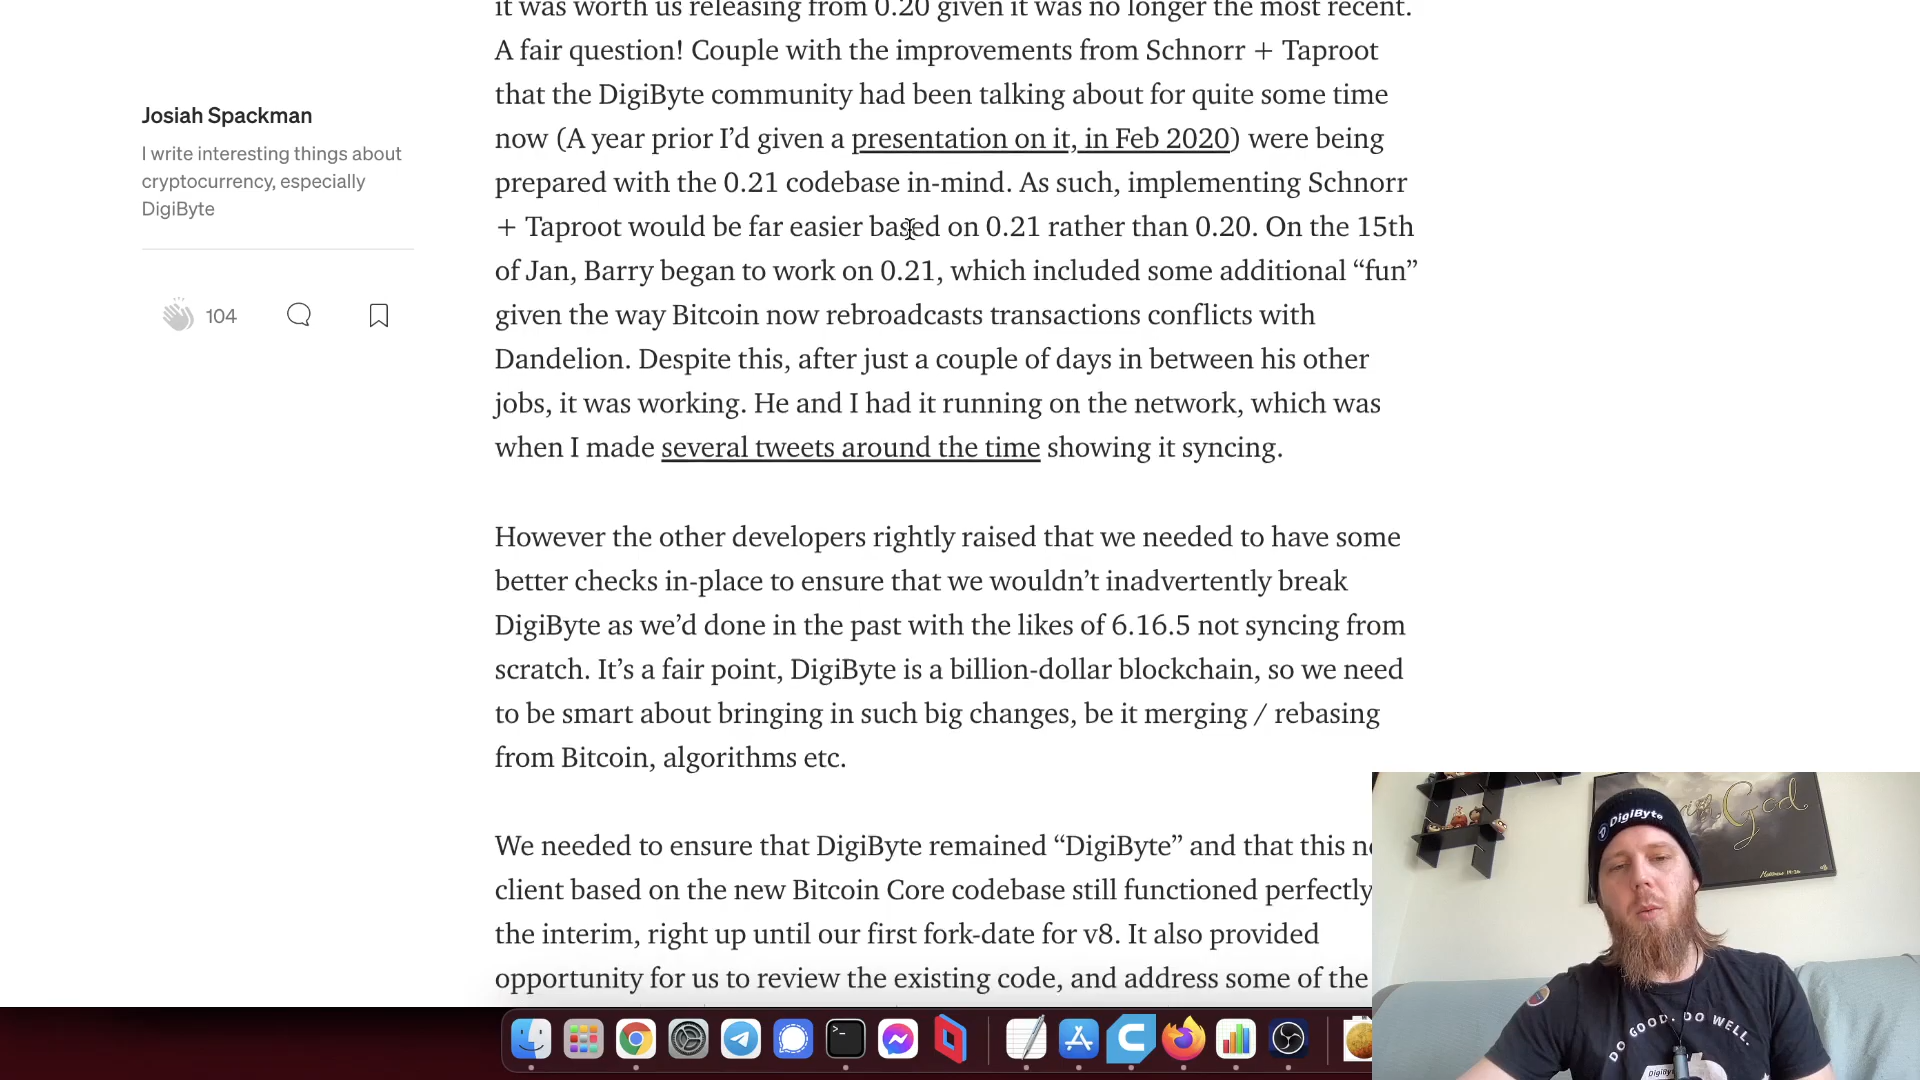 it was worth us releasing from 0.20 given it was no longer the most recent.
A fair question! Couple with the improvements from Schnorr + Taproot
that the DigiByte community had been talking about for quite some time
now (A year prior I’d given a presentation on it, in Feb 2020) were being
prepared with the 0.21 codebase in-mind. As such, implementing Schnorr
+ Taproot would be far easier based on 0.21 rather than 0.20. On the 15th
of Jan, Barry began to work on 0.21, which included some additional “fun”
given the way Bitcoin now rebroadcasts transactions conflicts with
Dandelion. Despite this, after just a couple of days in between his other
jobs, it was working. He and I had it running on the network, which was
when I made several tweets around the time showing it syncing.
However the other developers rightly raised that we needed to have some
better checks in-place to ensure that we wouldn’t inadvertently break
DigiByte as we’d done in the past with the likes of 6.16.5 not syncing from
scratch. It’s a fair point, DigiByte is a billion-dollar blockchain, so we need
to be smart about bringing in such big changes, be it merging / rebasing
from Bitcoin, algorithms etc.
We needed to ensure that DigiByte remained “DigiByte” and that this
client based on the new Bitcoin Core codebase still functioned perfectly
the interim, right up until our first fork-date for v8. It also provided
opportunity for us to review the existing code, and address some of the
Josiah Spackman
I write interesting things about
cryptocurrency, especially
DigiByte
104
DigiByte
God
DO GOOD. DO WELL.
DigiByte